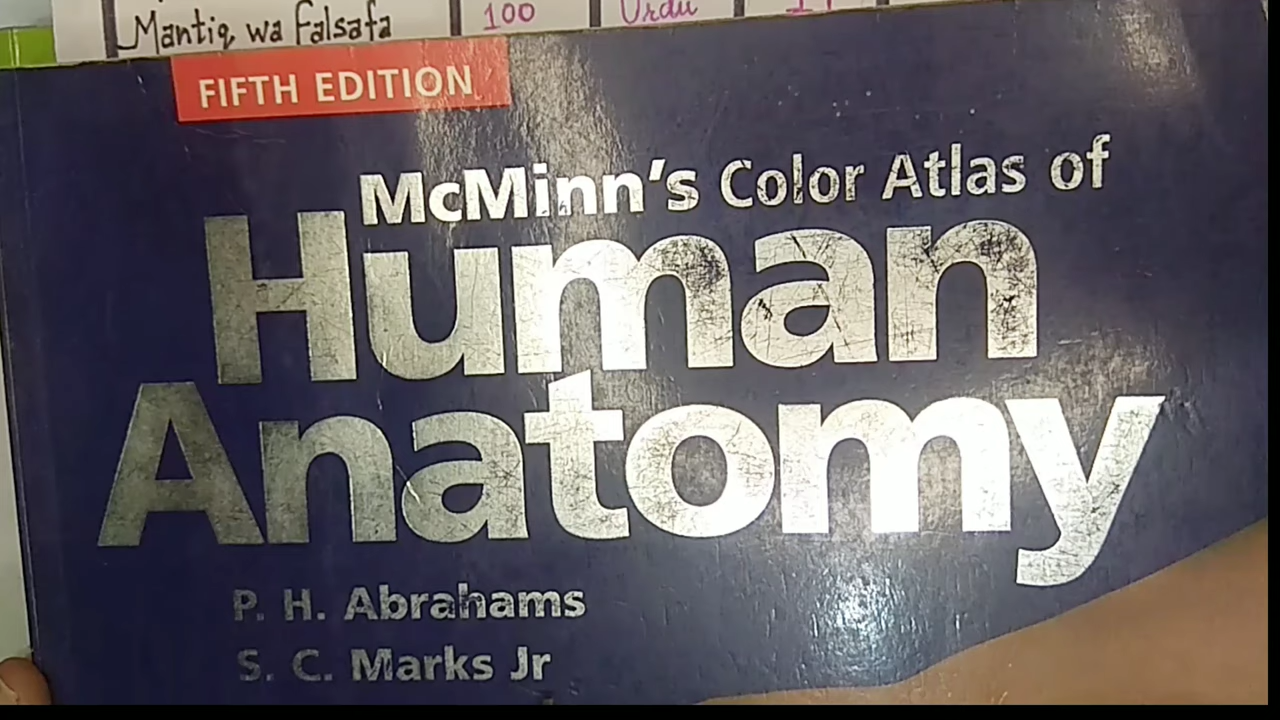 Mantiq wa Falsafa 100 Urdu
FIFTH EDITION
McMinn's Color Atlas of
Human
Anatomy
P. H. Abrahams
S. C. Marks Jr